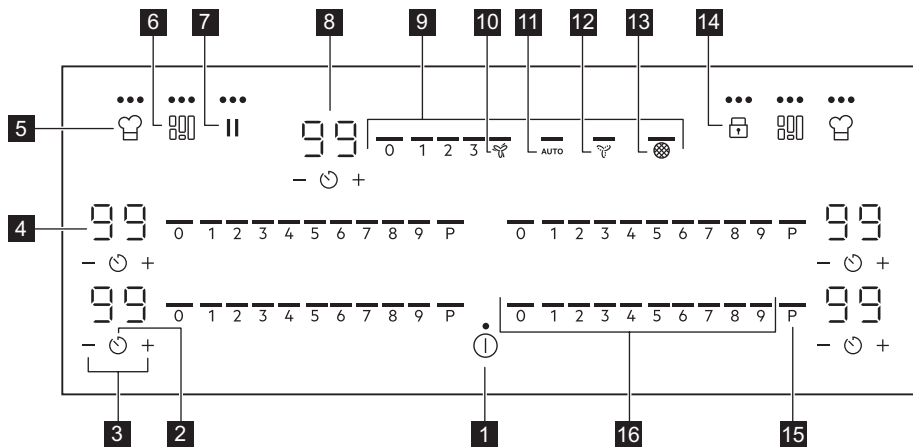 6 7 8 9 10 11 12 13 14
5
99 0 1 2 3 AUTO
− +
4 99 0 1 2 3 4 5 6 7 8 9 P 0 1 2 3 4 5 6 7 8 9 P 99
− + − +
99 0 1 2 3 4 5 6 7 8 9 P 0 1 2 3 4 5 6 7 8 9 P 99
− + − +
3 2 1 16 15